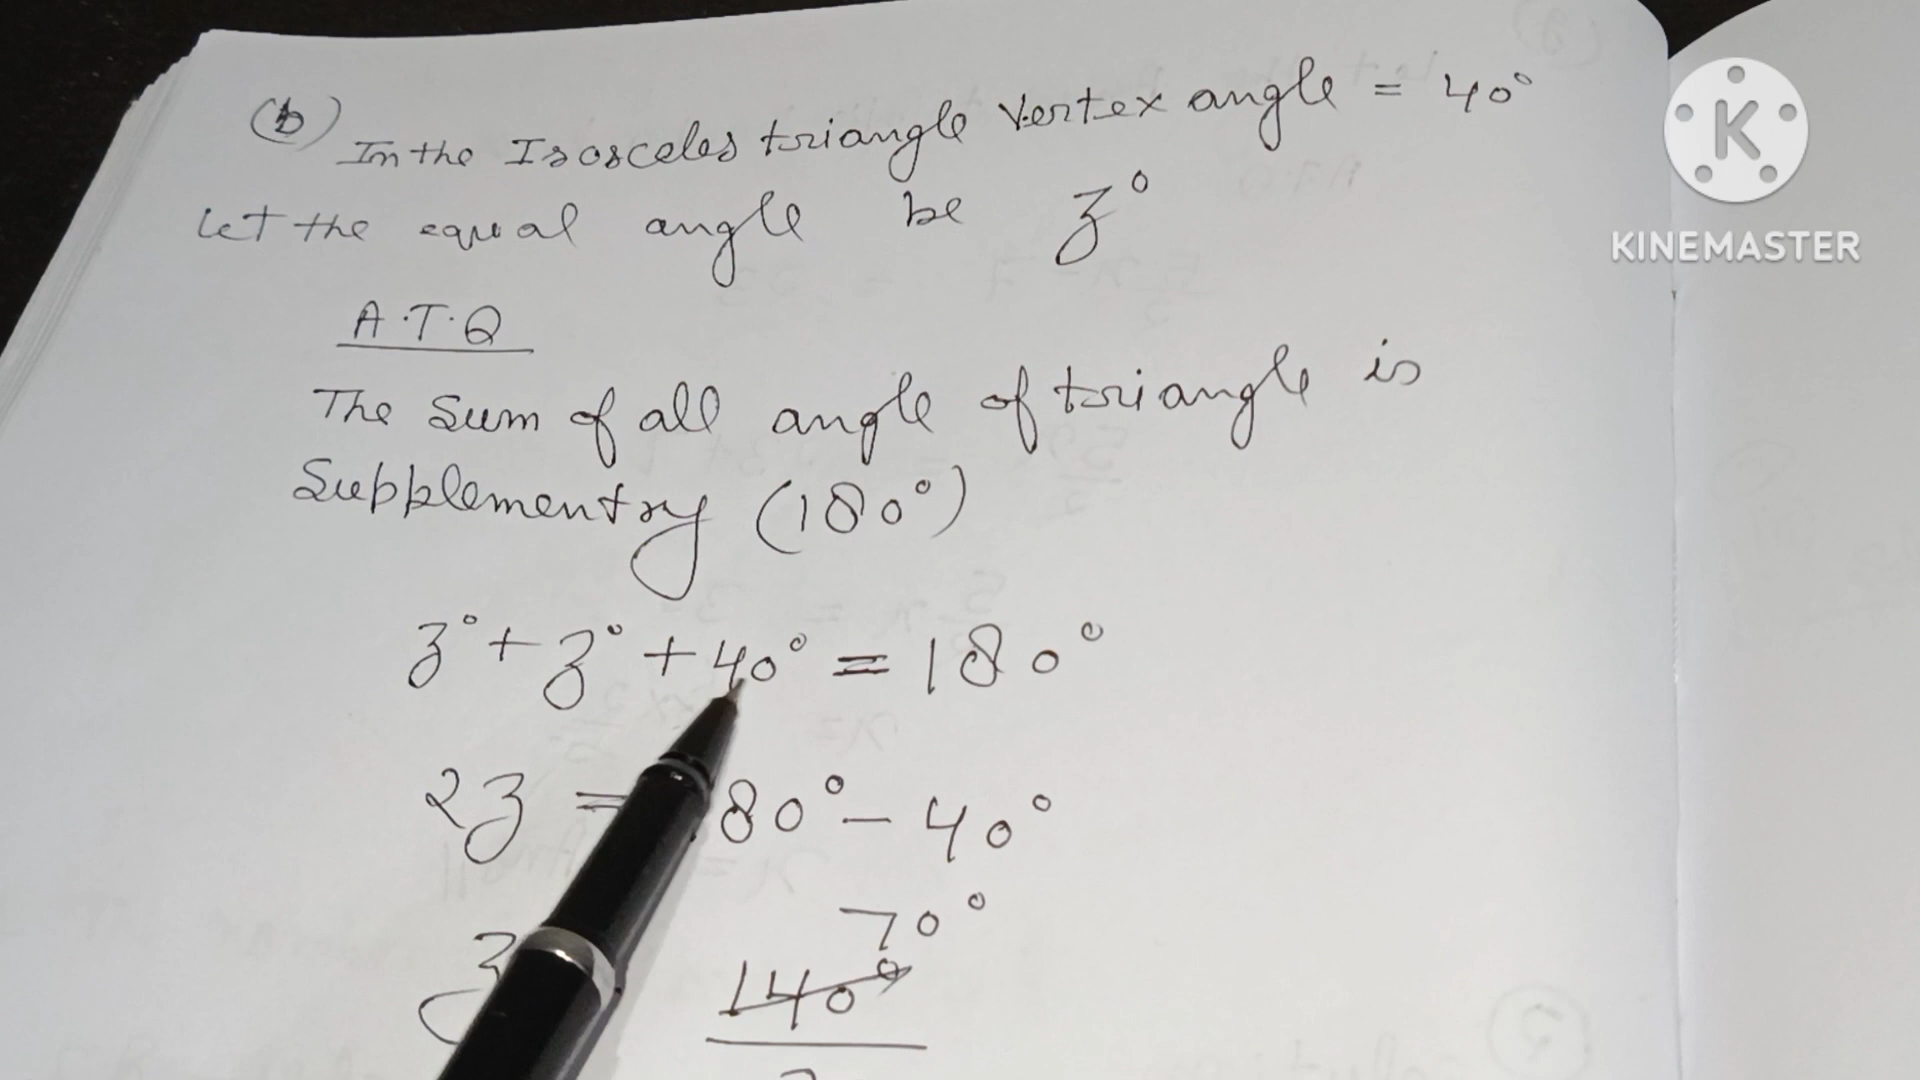 (b) In the Isosceles triangle Vertex angle = 40°
Let the equal angle be z°
A.T.Q
The sum of all angle of triangle is
Supplementry (180°)
z° + z° + 40° = 180°
2z = 80° - 40°
70°
z 140°
K
KINEMASTER